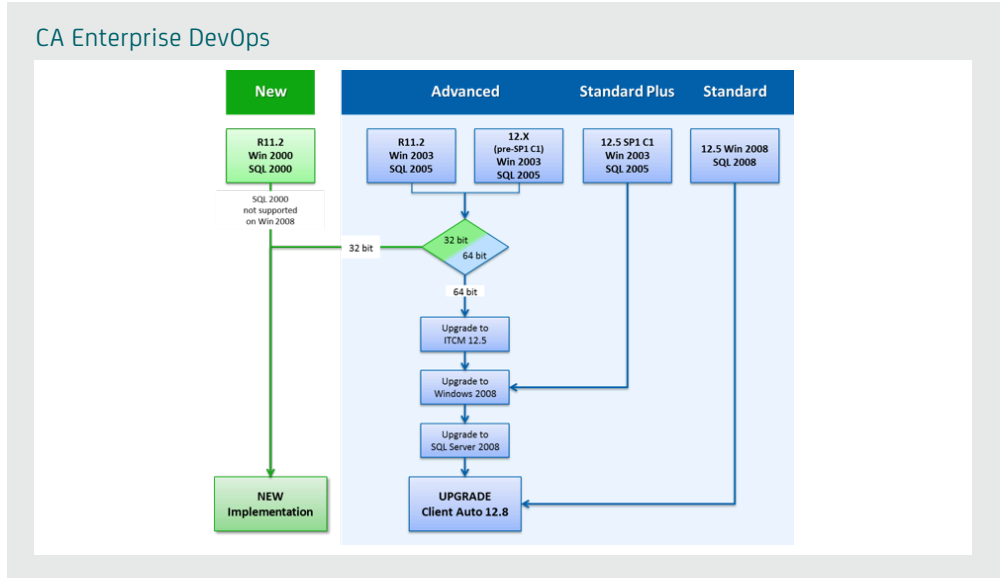 CA Enterprise DevOps
New
Advanced
Standard Plus
Standard
R11.2
Win 2000
SQL 2000
R11.2
Win 2003
SQL 2005
12.X
(pre-SP1 C1)
Win 2003
SQL 2005
12.5 SP1 C1
Win 2003
SQL 2005
12.5 Win 2008
SQL 2008
SQL 2000
not supported
on Win 2008
32 bit
32 bit
64 bit
64 bit
Upgrade to
ITCM 12.5
Upgrade to
Windows 2008
Upgrade to
SQL Server 2008
NEW
Implementation
UPGRADE
Client Auto 12.8